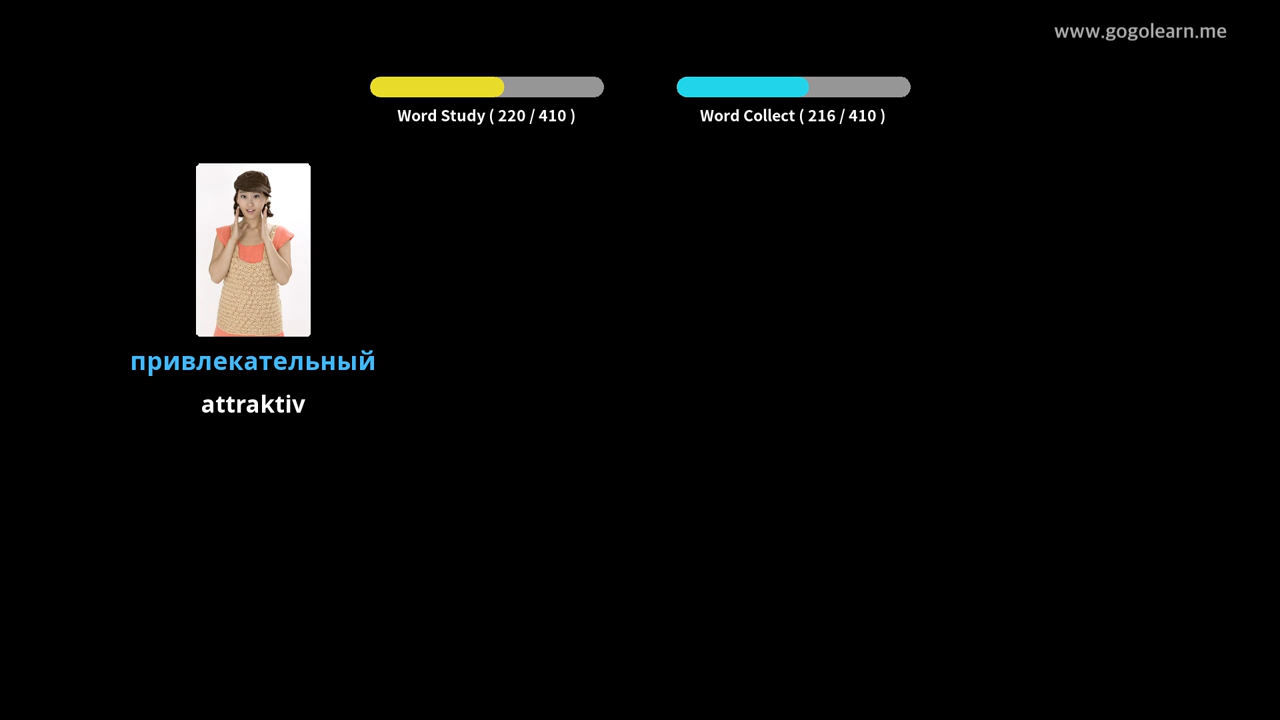 www.gogolearn.me
Word Study ( 220 / 410 )
Word Collect ( 216 / 410 )
привлекательный
attraktiv